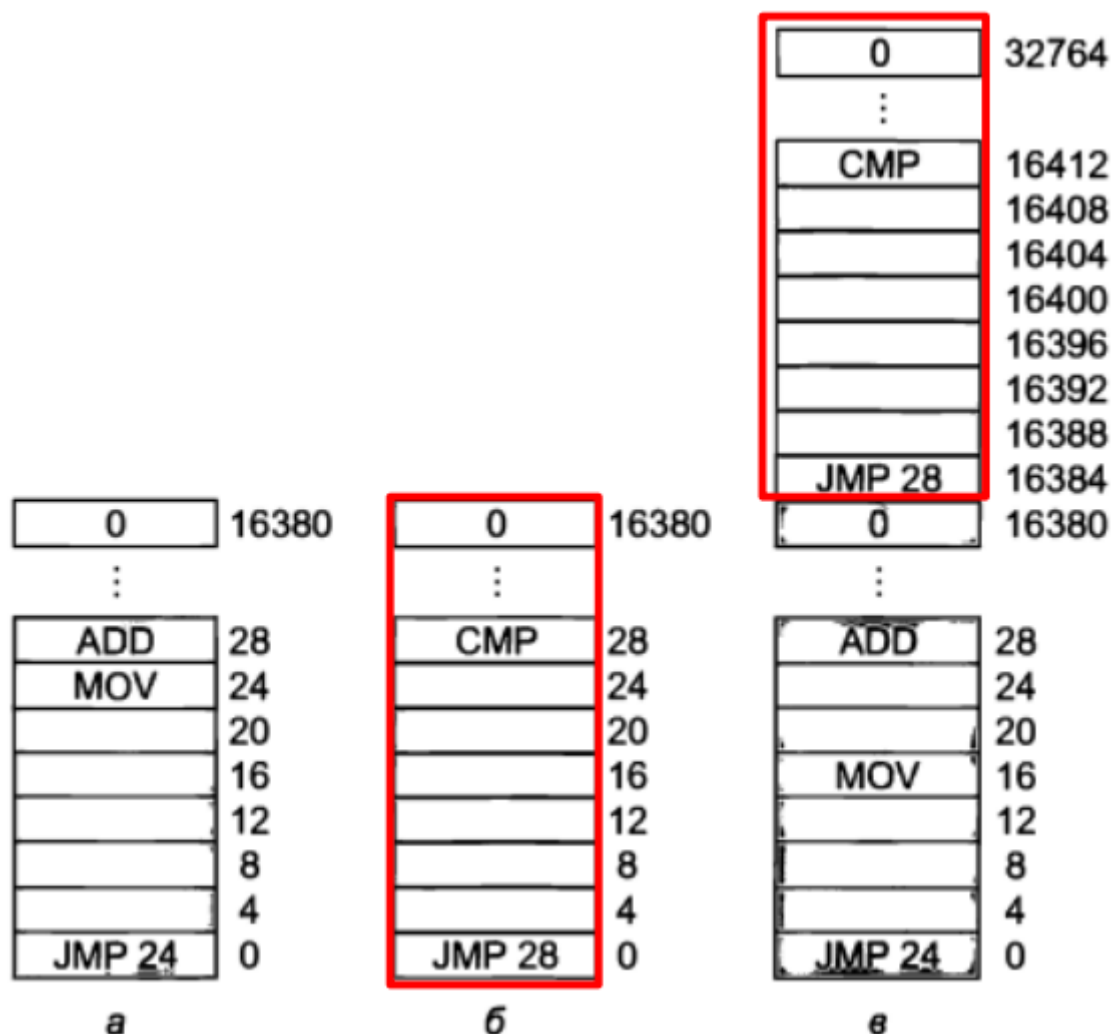 0 32764
⋮
CMP 16412
16408
16404
16400
16396
16392
16388
JMP 28 16384
0 16380 0 16380 0 16380
⋮ ⋮ ⋮
ADD 28 CMP 28 ADD 28
MOV 24 24 24
20 20 20
16 16 MOV 16
12 12 12
8 8 8
4 4 4
JMP 24 0 JMP 28 0 JMP 24 0
а б в